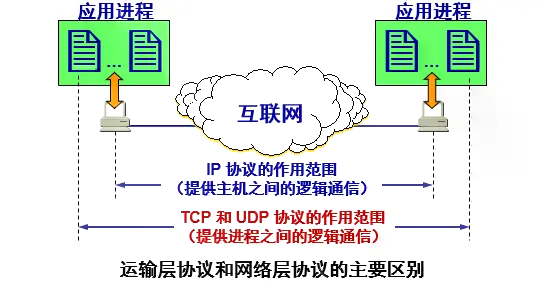 应用进程 应用进程
... ...
互联网
IP 协议的作用范围
（提供主机之间的逻辑通信）
TCP 和 UDP 协议的作用范围
（提供进程之间的逻辑通信）
运输层协议和网络层协议的主要区别